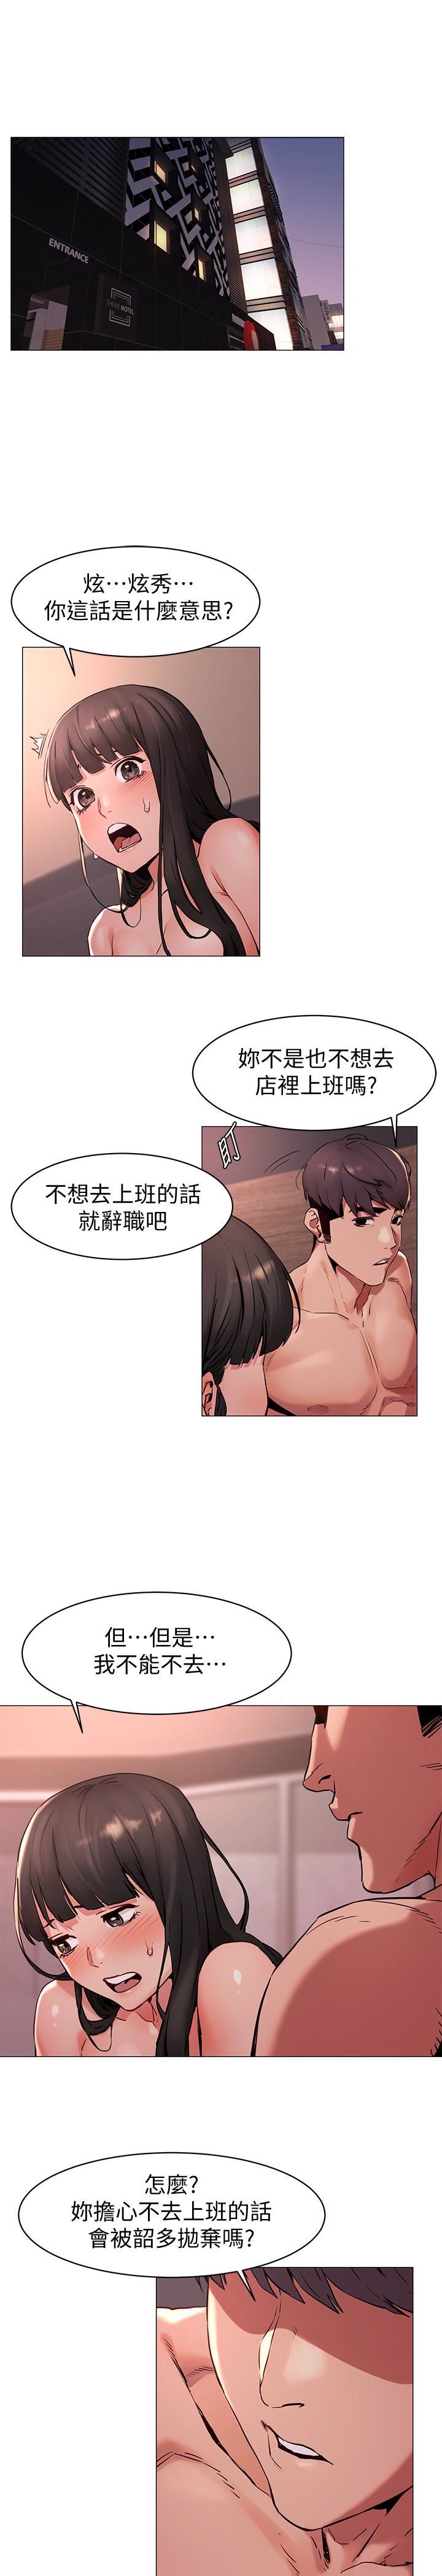 ENTRANCE
THEME MOTEL
炫⋯炫秀⋯
你這話是什麼意思?
妳不是也不想去
店裡上班嗎?
盯
不想去上班的話
就辭職吧
但⋯但是⋯
我不能不去⋯
怎麼?
妳擔心不去上班的話
會被韶多拋棄嗎?